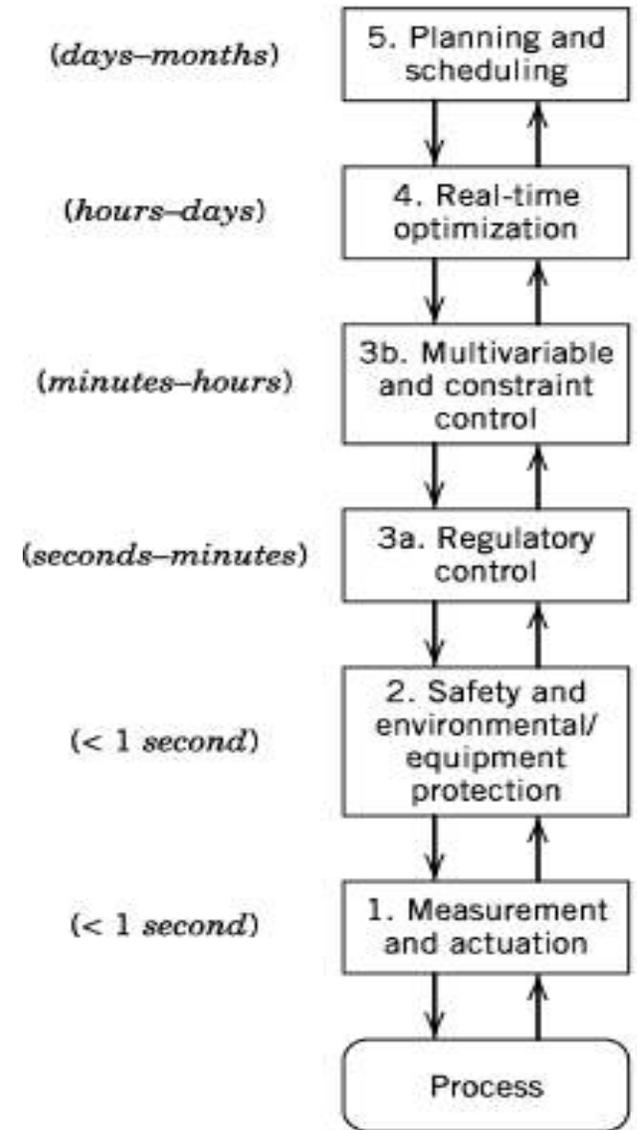 (days–months)
5. Planning and
scheduling
(hours–days)
4. Real-time
optimization
(minutes–hours)
3b. Multivariable
and constraint
control
(seconds–minutes)
3a. Regulatory
control
(< 1 second)
2. Safety and
environmental/
equipment
protection
(< 1 second)
1. Measurement
and actuation
Process